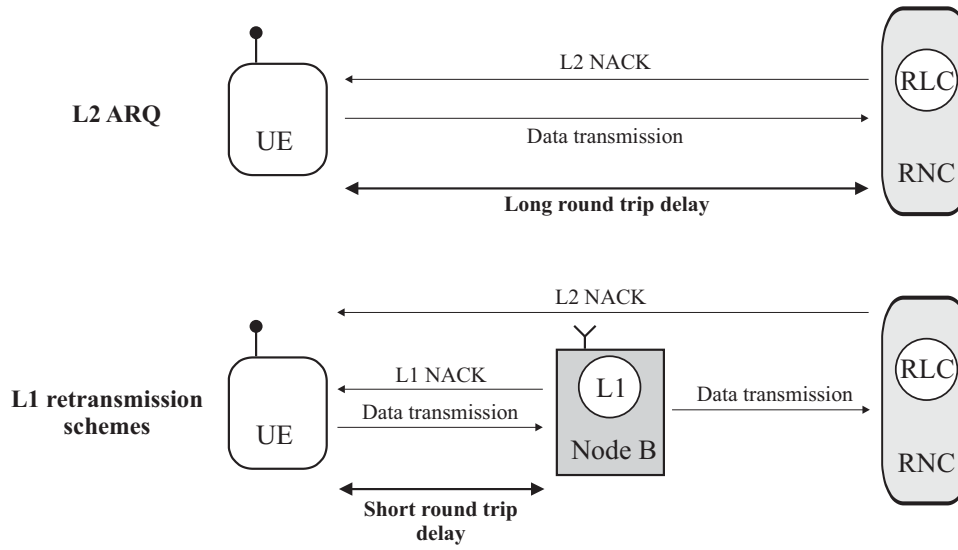 L2 NACK
RLC
L2 ARQ
UE
Data transmission
RNC
Long round trip delay
L2 NACK
RLC
L1 NACK
L1
L1 retransmission
schemes
Data transmission
Data transmission
UE
Node B
RNC
Short round trip
delay